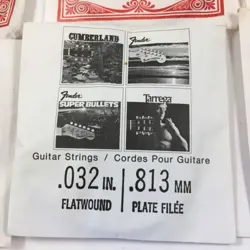 CUMBERLAND
Fender
Fender
SUPER BULLETS
Tarrega
Guitar Strings / Cordes Pour Guitare
.032 IN. .813 MM
FLATWOUND PLATE FILÉE